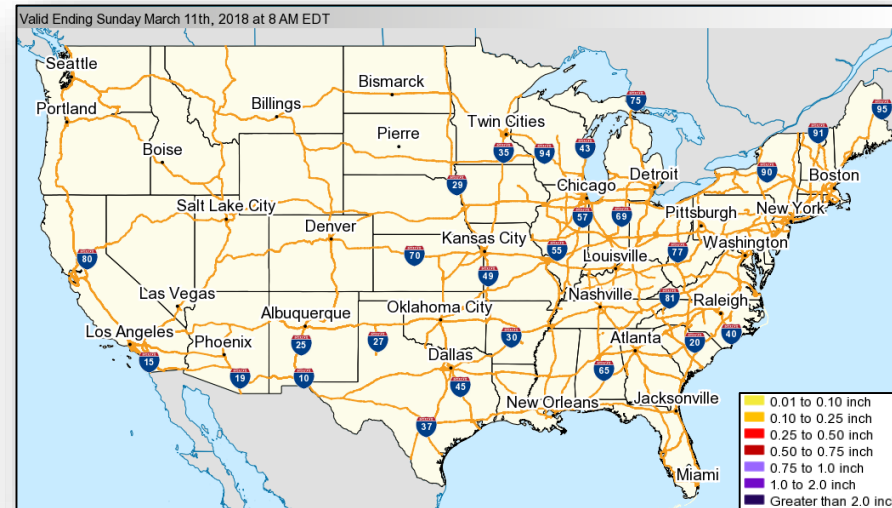 Valid Ending Sunday March 11th, 2018 at 8 AM EDT
Seattle
Portland
Boise
Billings
Bismarck
Pierre
Twin Cities
75
95
91
90
35
94
43
29
Chicago
Detroit
Boston
Salt Lake City
57
69
Pittsburgh
New York
Denver
80
70
Kansas City
55
Louisville
77
Washington
49
Las Vegas
Nashville
81
Raleigh
Albuquerque
Oklahoma City
Los Angeles
Phoenix
25
27
30
Atlanta
20
40
15
19
10
Dallas
45
65
New Orleans
Jacksonville
37
Miami
0.01 to 0.10 inch
0.10 to 0.25 inch
0.25 to 0.50 inch
0.50 to 0.75 inch
0.75 to 1.0 inch
1.0 to 2.0 inch
Greater than 2.0 inc